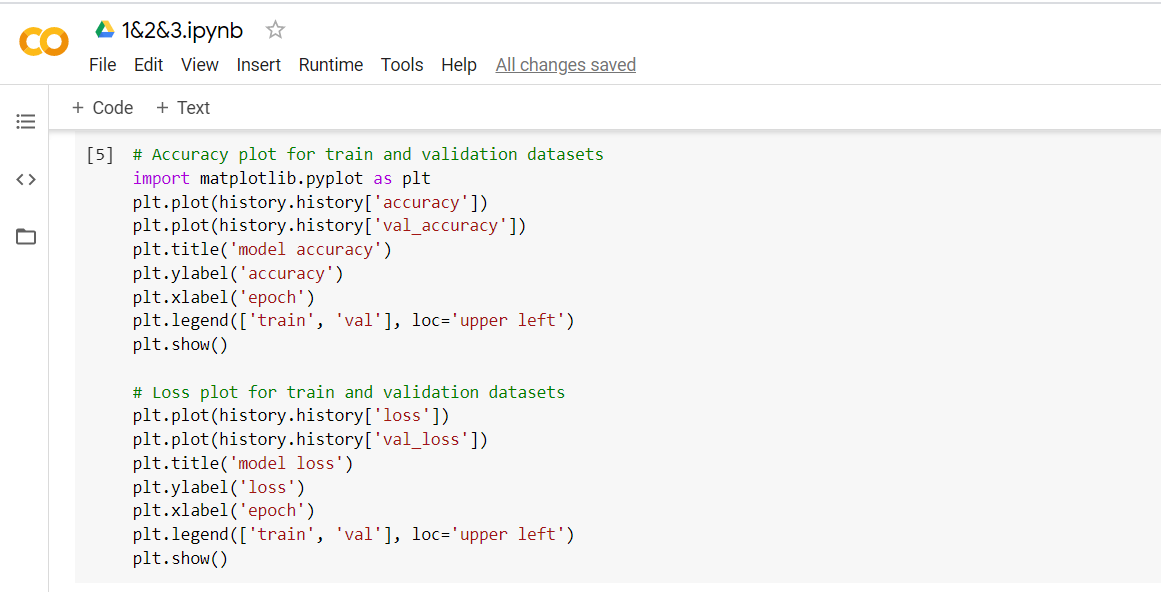 1&2&3.ipynb
File Edit View Insert Runtime Tools Help All changes saved
+ Code + Text
[5] # Accuracy plot for train and validation datasets
import matplotlib.pyplot as plt
plt.plot(history.history['accuracy'])
plt.plot(history.history['val_accuracy'])
plt.title('model accuracy')
plt.ylabel('accuracy')
plt.xlabel('epoch')
plt.legend(['train', 'val'], loc='upper left')
plt.show()
# Loss plot for train and validation datasets
plt.plot(history.history['loss'])
plt.plot(history.history['val_loss'])
plt.title('model loss')
plt.ylabel('loss')
plt.xlabel('epoch')
plt.legend(['train', 'val'], loc='upper left')
plt.show()